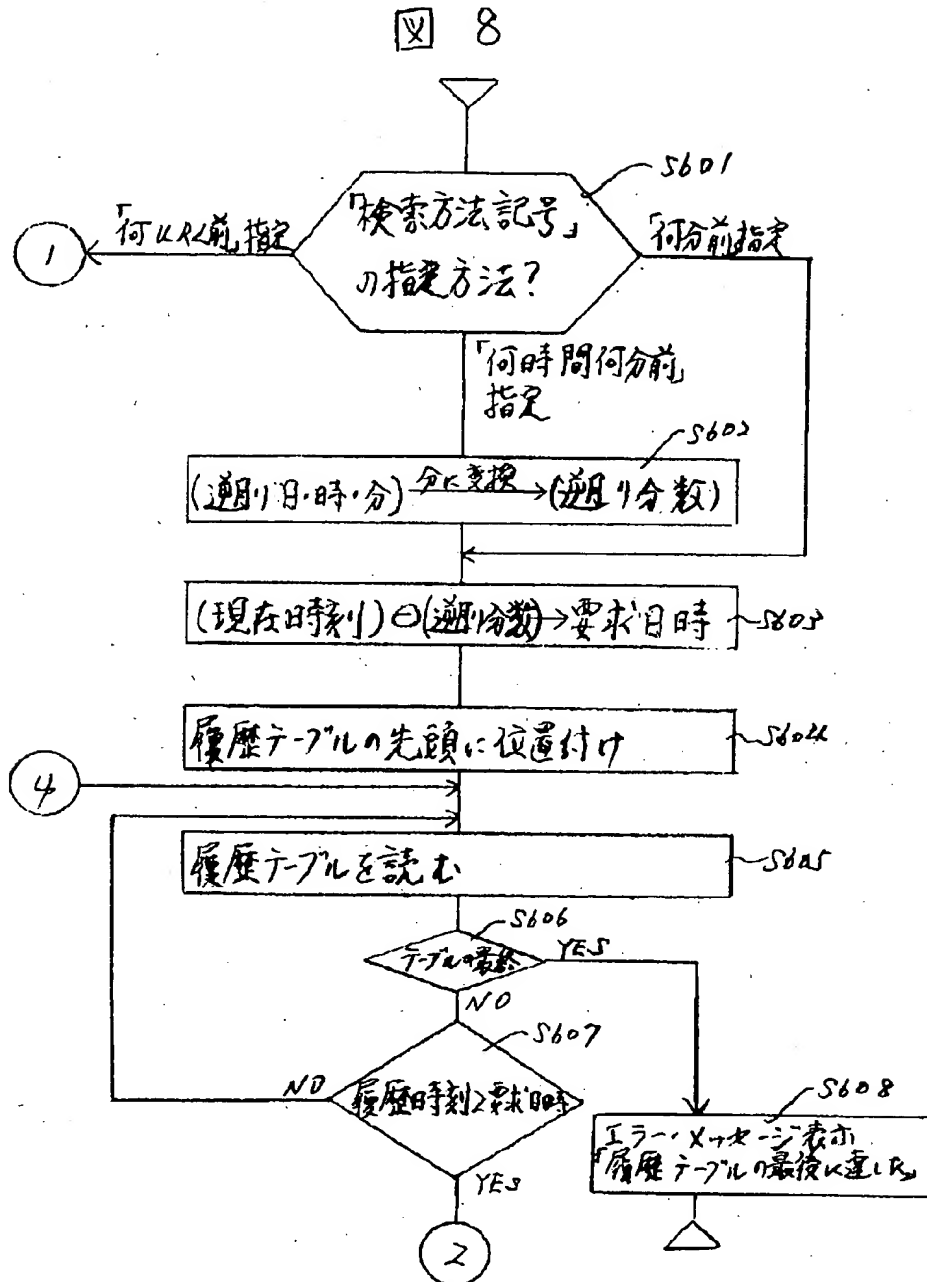 図 8
S601
「検索方法記号」
の指定方法?
1
指定
「何分前」指定
「何時間何分前」
指定
S602
(遡り日・時・分) 分に変換 (遡り分数)
(現在時刻)⊖(遡り分数)→要求日時
S603
履歴テーブルの先頭に位置付け
S604
4
履歴テーブルを読む
S605
S606
テーブルの最終
YES
NO
S607
NO
履歴時刻≧要求日時
YES
2
S608
エラー・メッセージ表示
「履歴テーブルの最後に達した」